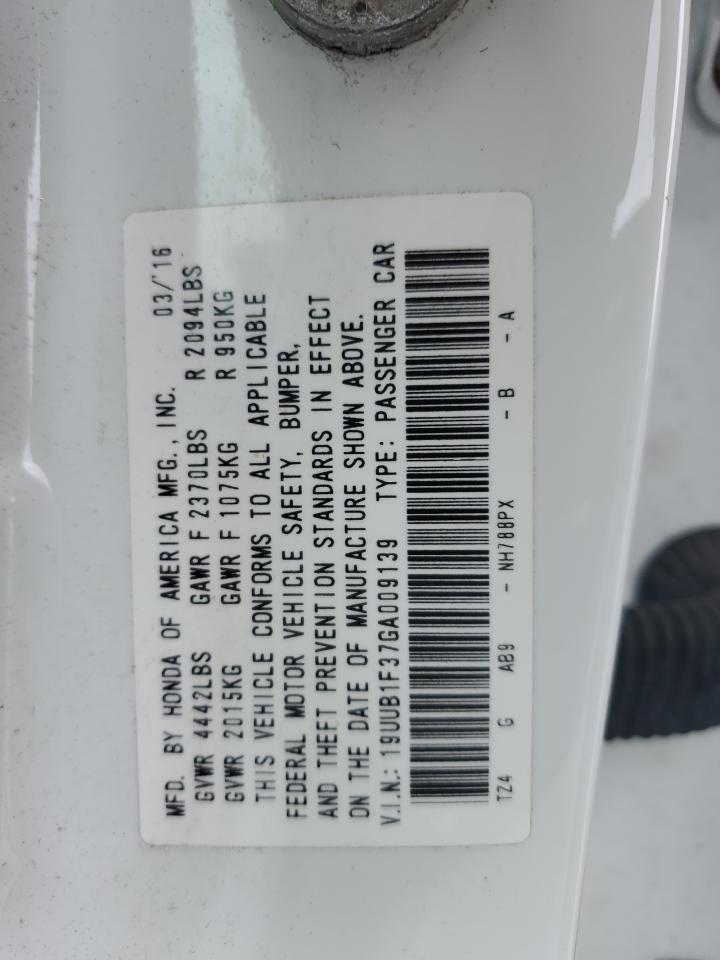 MFD. BY HONDA OF AMERICA MFG., INC. 03/'16
GVWR 4442LBS GAWR F 2370LBS R 2094LBS
GVWR 2015KG GAWR F 1075KG R 950KG
THIS VEHICLE CONFORMS TO ALL APPLICABLE
FEDERAL MOTOR VEHICLE SAFETY, BUMPER,
AND THEFT PREVENTION STANDARDS IN EFFECT
ON THE DATE OF MANUFACTURE SHOWN ABOVE.
V.I.N.: 19UUB1F37GA009139 TYPE: PASSENGER CAR
TZ4 G AB9 - NH788PX - B - A